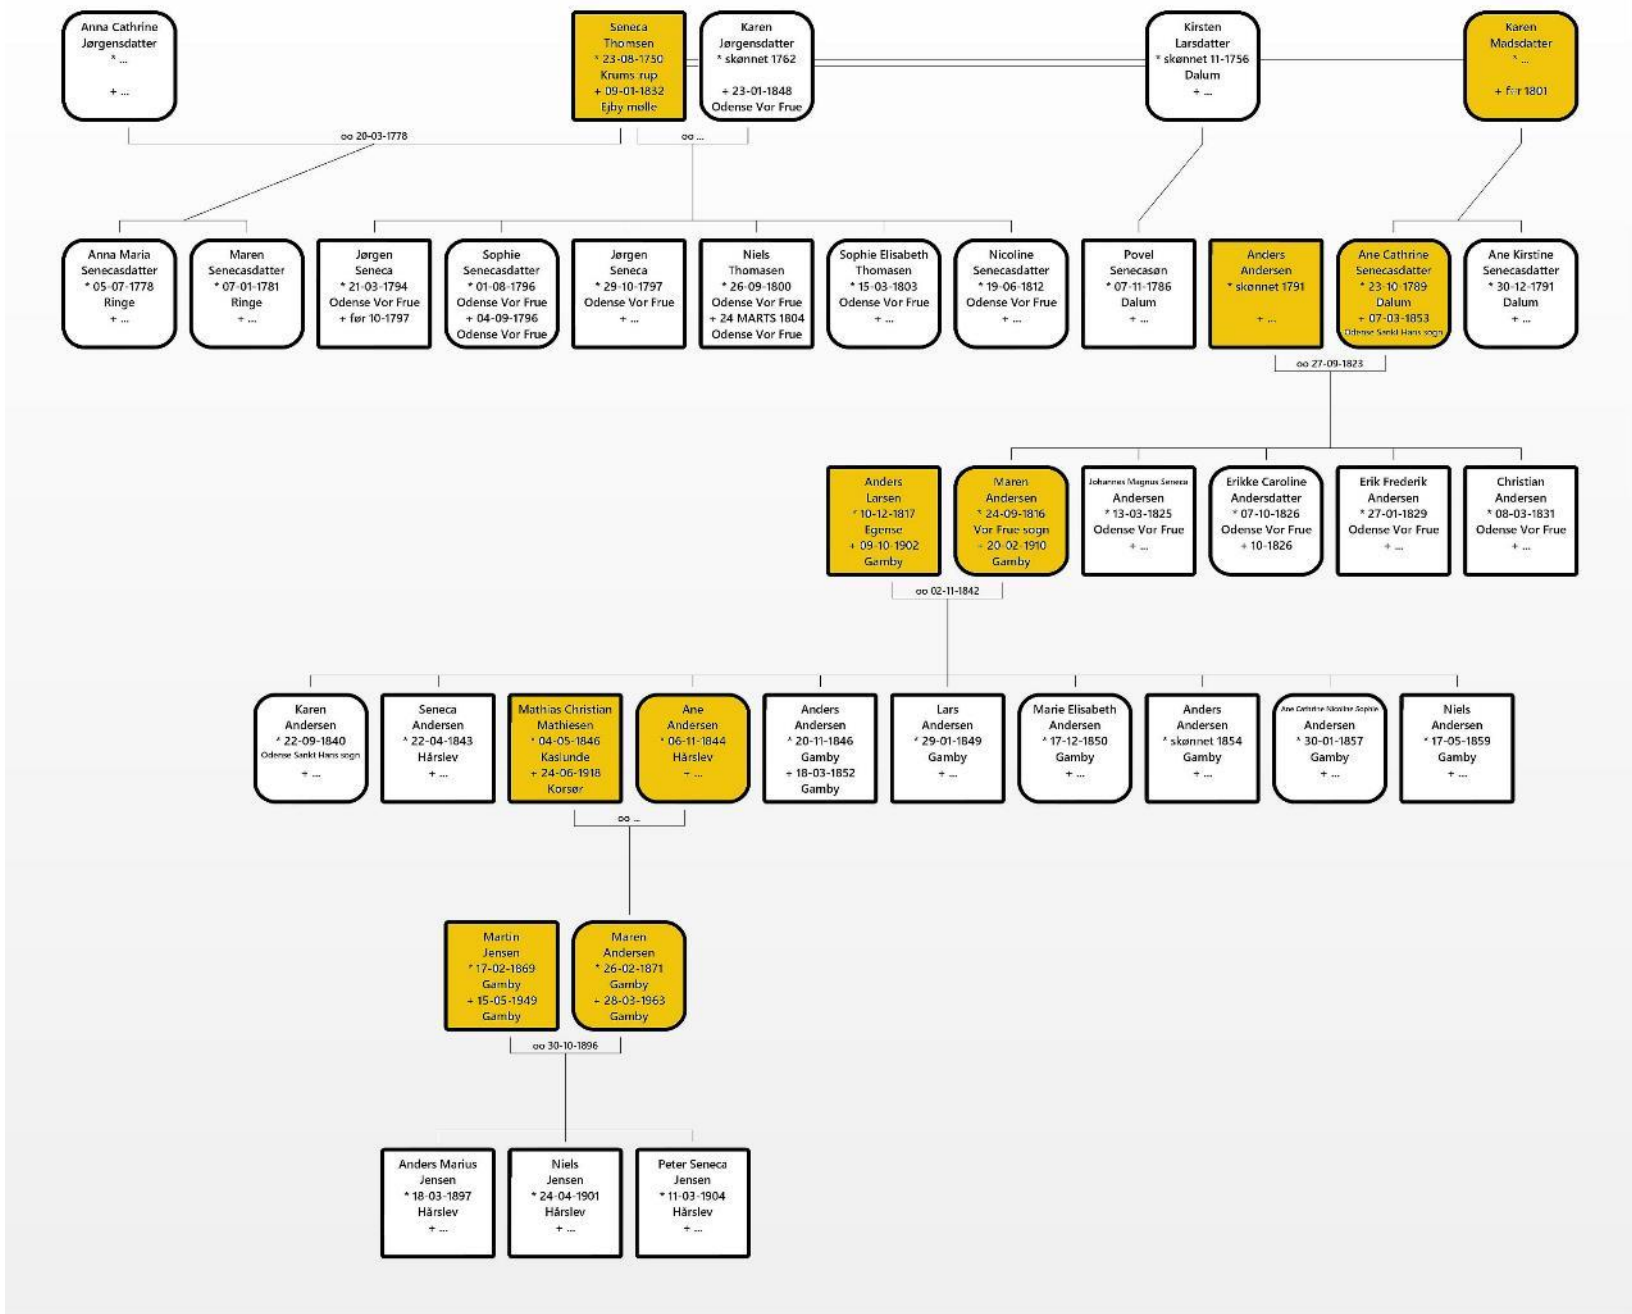 Anna Cathrine
Jørgensdatter
* ...
+ ...
Seneca
Thomsen
* 23-08-1750
Krums rup
+ 09-01-1832
Ejby mølle
Karen
Jørgensdatter
* skønnet 1762
+ 23-01-1848
Odense Vor Frue
Kirsten
Larsdatter
* skønnet 11-1756
Dalum
+ ...
Karen
Madsdatter
* ...
+ før 1801
oo 20-03-1778
oo ...
Anna Maria
Senecasdatter
* 05-07-1778
Ringe
+ ...
Maren
Senecasdatter
* 07-01-1781
Ringe
+ ...
Jørgen
Seneca
* 21-03-1794
Odense Vor Frue
+ før 10-1797
Sophie
Senecasdatter
* 01-08-1796
Odense Vor Frue
+ 04-09-1796
Odense Vor Frue
Jørgen
Seneca
* 29-10-1797
Odense Vor Frue
+ ...
Niels
Thomasen
* 26-09-1800
Odense Vor Frue
+ 24 MARTS 1804
Odense Vor Frue
Sophie Elisabeth
Thomasen
* 15-03-1803
Odense Vor Frue
+ ...
Nicoline
Senecasdatter
* 19-06-1812
Odense Vor Frue
+ ...
Povel
Senecasøn
* 07-11-1786
Dalum
+ ...
Anders
Andersen
* skønnet 1791
+ ...
Ane Cathrine
Senecasdatter
* 23-10-1789
Dalum
+ 07-03-1853
Odense Sankt Hans sogn
Ane Kirstine
Senecasdatter
* 30-12-1791
Dalum
+ ...
oo 27-09-1823
Anders
Larsen
* 10-12-1817
Egense
+ 09-10-1902
Gamby
Maren
Andersen
* 24-09-1816
Vor Frue sogn
+ 20-02-1910
Gamby
Johannes Magnus Seneca
Andersen
* 13-03-1825
Odense Vor Frue
+ ...
Erikke Caroline
Andersdatter
* 07-10-1826
Odense Vor Frue
+ 10-1826
Erik Frederik
Andersen
* 27-01-1829
Odense Vor Frue
+ ...
Christian
Andersen
* 08-03-1831
Odense Vor Frue
+ ...
oo 02-11-1842
Karen
Andersen
* 22-09-1840
Odense Sankt Hans sogn
+ ...
Seneca
Andersen
* 22-04-1843
Hårslev
+ ...
Mathias Christian
Mathiesen
* 04-05-1846
Kaslunde
+ 24-06-1918
Korsør
Ane
Andersen
* 06-11-1844
Hårslev
+ ...
Anders
Andersen
* 20-11-1846
Gamby
+ 18-03-1852
Gamby
Lars
Andersen
* 29-01-1849
Gamby
+ ...
Marie Elisabeth
Andersen
* 17-12-1850
Gamby
+ ...
Anders
Andersen
* skønnet 1854
Gamby
+ ...
Ane Cathrine Nicoline Sophie
Andersen
* 30-01-1857
Gamby
+ ...
Niels
Andersen
* 17-05-1859
Gamby
+ ...
oo ...
Martin
Jensen
* 17-02-1869
Gamby
+ 15-05-1949
Gamby
Maren
Andersen
* 26-02-1871
Gamby
+ 28-03-1963
Gamby
oo 30-10-1896
Anders Marius
Jensen
* 18-03-1897
Hårslev
+ ...
Niels
Jensen
* 24-04-1901
Hårslev
+ ...
Peter Seneca
Jensen
* 11-03-1904
Hårslev
+ ...